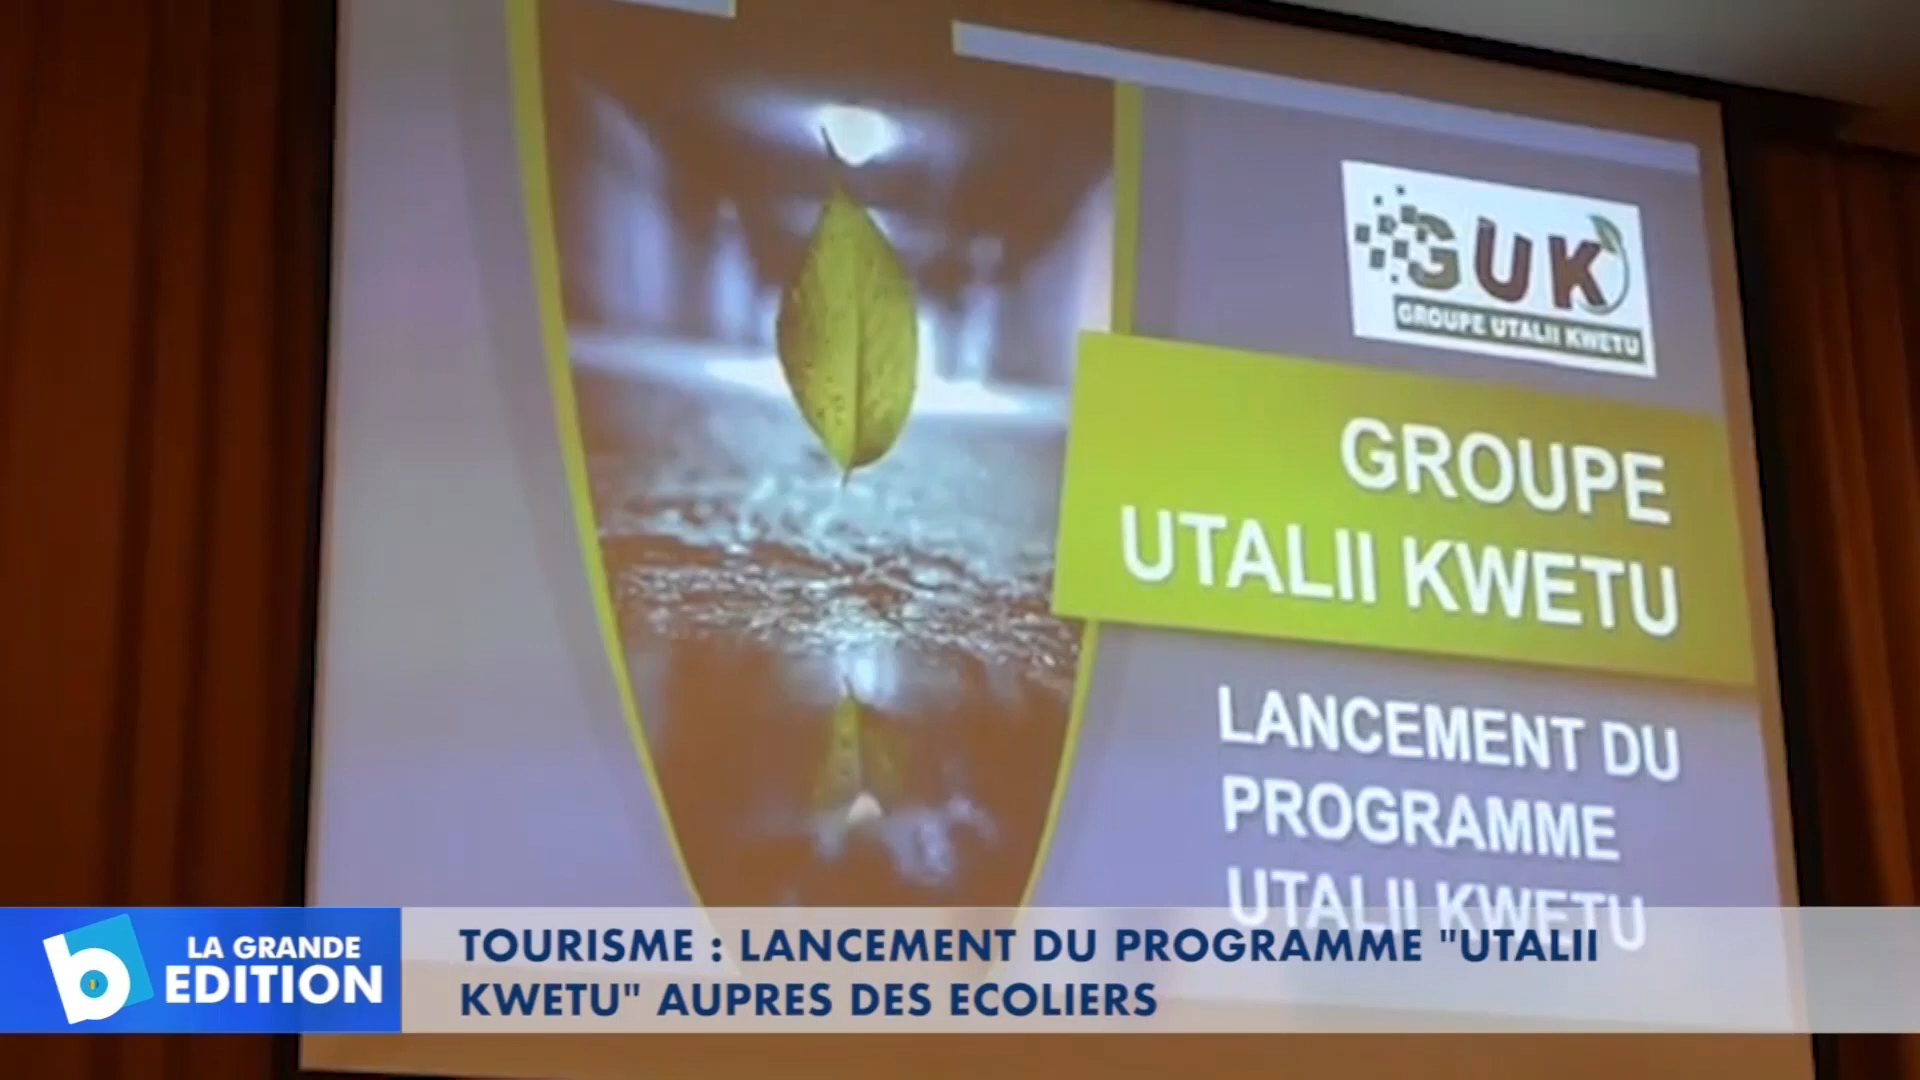 GUK
GROUPE UTALII KWETU
GROUPE
UTALII KWETU
LANCEMENT DU
PROGRAMME
UTALII KWETU
b
LA GRANDE
EDITION
TOURISME : LANCEMENT DU PROGRAMME "UTALII
KWETU" AUPRES DES ECOLIERS